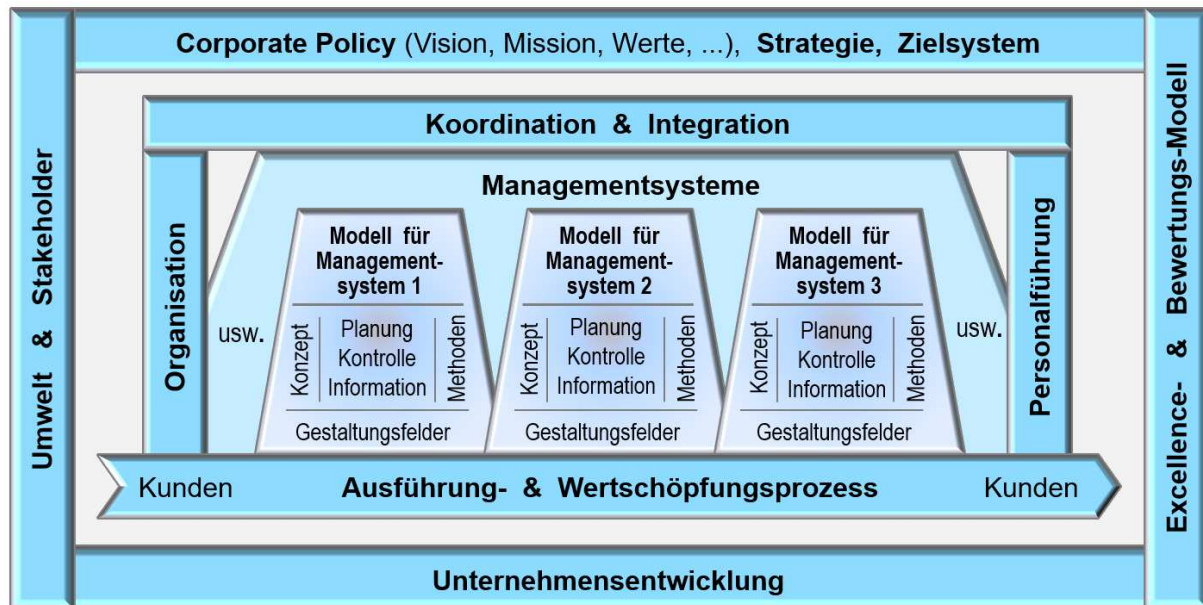 Corporate Policy (Vision, Mission, Werte, ...), Strategie, Zielsystem
Umwelt & Stakeholder
Koordination & Integration
Organisation
Managementsysteme
usw.
Modell für
Management-
system 1
Konzept
Planung
Kontrolle
Information
Methoden
Gestaltungsfelder
Modell für
Management-
system 2
Konzept
Planung
Kontrolle
Information
Methoden
Gestaltungsfelder
Modell für
Management-
system 3
Konzept
Planung
Kontrolle
Information
Methoden
Gestaltungsfelder
usw.
Personalführung
Excellence- & Bewertungs-Modell
Kunden Ausführung- & Wertschöpfungsprozess Kunden
Unternehmensentwicklung